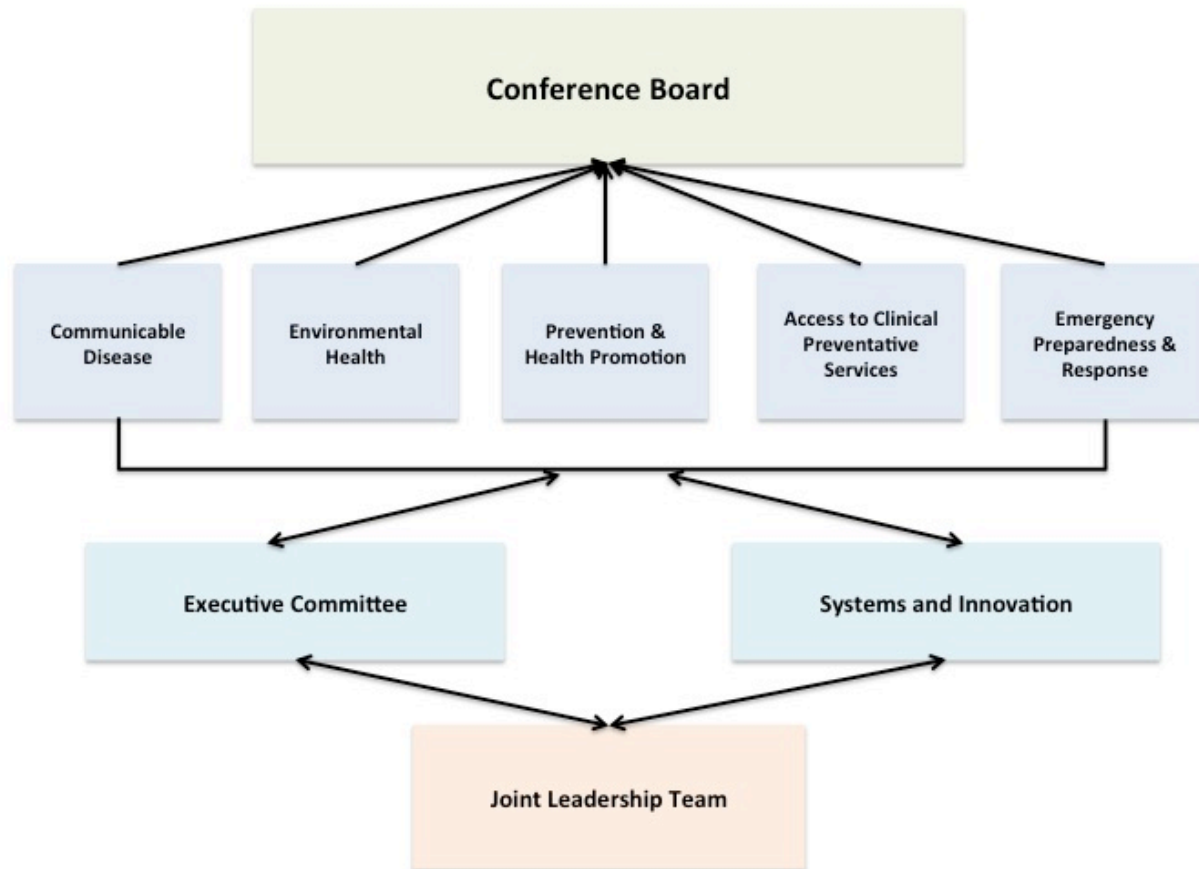 Conference Board
Communicable
Disease
Environmental
Health
Prevention &
Health Promotion
Access to Clinical
Preventative
Services
Emergency
Preparedness &
Response
Executive Committee
Systems and Innovation
Joint Leadership Team